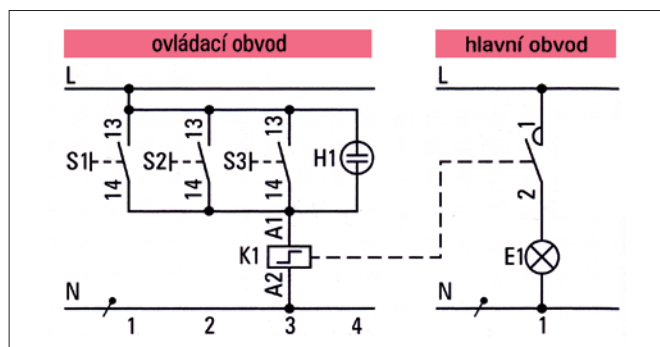 ovládací obvod
hlavní obvod
L
L
13
13
13
1
S1
S2
S3
H1
14
14
14
2
A1
K1
E1
A2
N
N
1
2
3
4
1